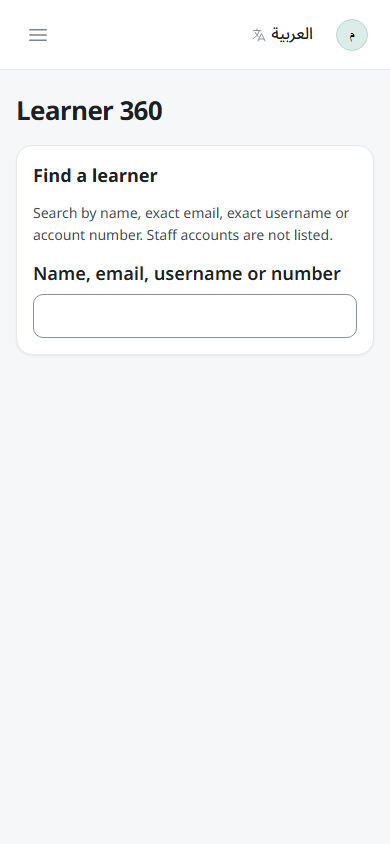 العربية
م
Learner 360
Find a learner
Search by name, exact email, exact username or
account number. Staff accounts are not listed.
Name, email, username or number